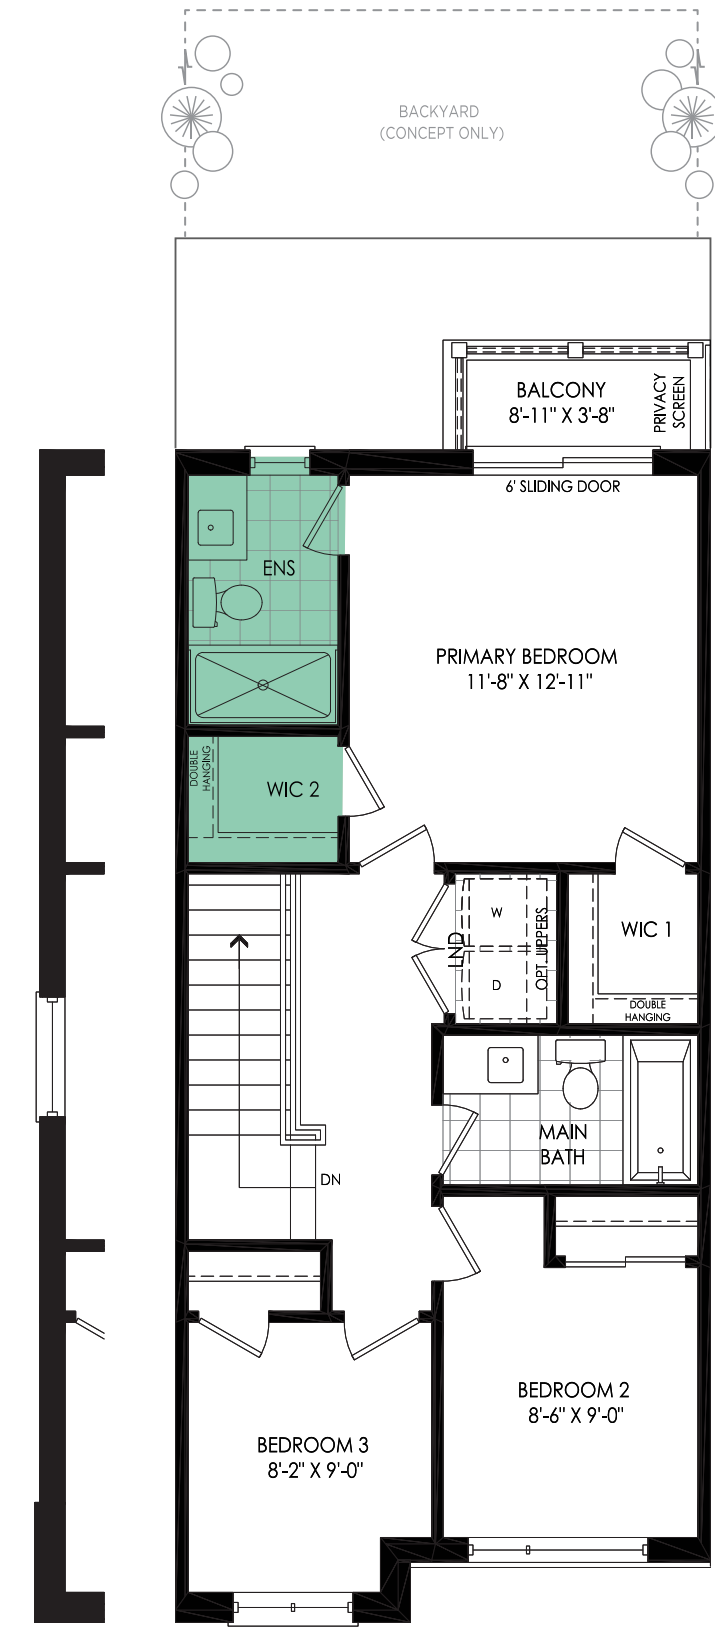 BACKYARD
(CONCEPT ONLY)
BALCONY
8'-11" X 3'-8"
PRIVACY
SCREEN
6' SLIDING DOOR
ENS
PRIMARY BEDROOM
11'-8" X 12'-11"
DOUBLE
HANGING
WIC 2
W
D
LND
OPT. UPPERS
WIC 1
DOUBLE
HANGING
MAIN
BATH
DN
BEDROOM 2
8'-6" X 9'-0"
BEDROOM 3
8'-2" X 9'-0"